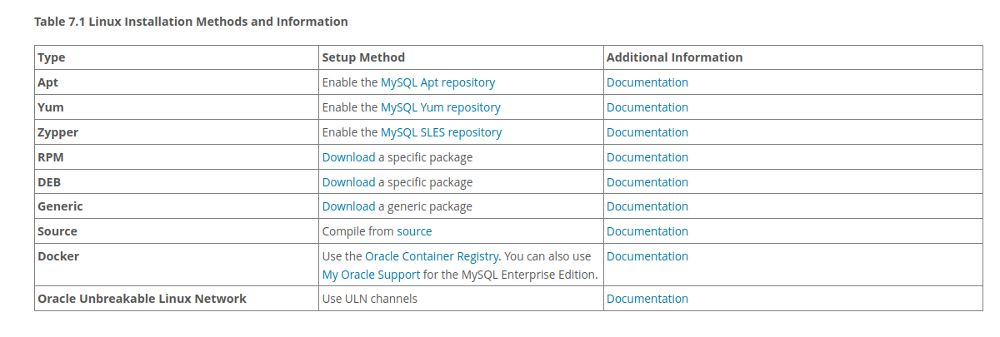 Table 7.1 Linux Installation Methods and Information
Type Setup Method Additional Information
Apt Enable the MySQL Apt repository Documentation
Yum Enable the MySQL Yum repository Documentation
Zypper Enable the MySQL SLES repository Documentation
RPM Download a specific package Documentation
DEB Download a specific package Documentation
Generic Download a generic package Documentation
Source Compile from source Documentation
Docker Use the Oracle Container Registry. You can also use Documentation
My Oracle Support for the MySQL Enterprise Edition.
Oracle Unbreakable Linux Network Use ULN channels Documentation